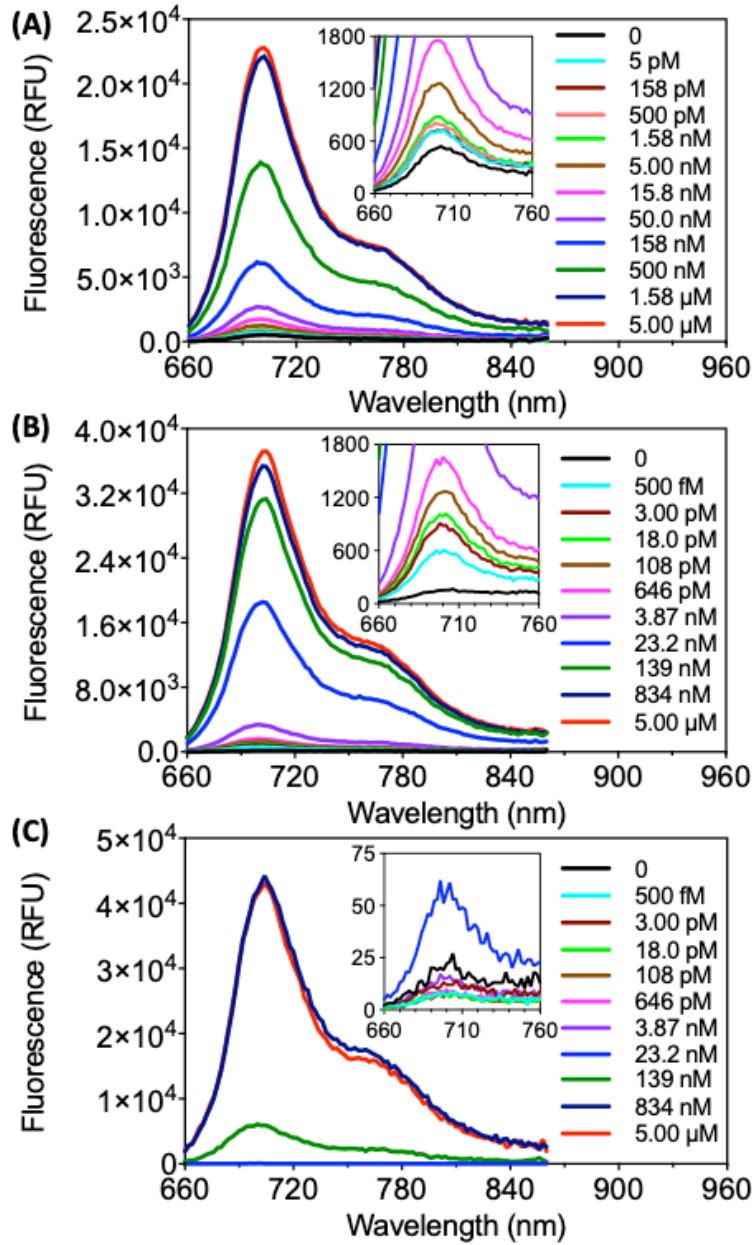 (A)
Fluorescence (RFU)
2.5×10⁴
2.0×10⁴
1.5×10⁴
1.0×10⁴
5.0×10³
0.0
660 720 780 840 900 960
Wavelength (nm)
1800
1200
600
0
660 710 760
0
5 pM
158 pM
500 pM
1.58 nM
5.00 nM
15.8 nM
50.0 nM
158 nM
500 nM
1.58 µM
5.00 µM
(B)
Fluorescence (RFU)
4.0×10⁴
3.2×10⁴
2.4×10⁴
1.6×10⁴
8.0×10³
0.0
660 720 780 840 900 960
Wavelength (nm)
1800
1200
600
0
660 710 760
0
500 fM
3.00 pM
18.0 pM
108 pM
646 pM
3.87 nM
23.2 nM
139 nM
834 nM
5.00 µM
(C)
Fluorescence (RFU)
5×10⁴
4×10⁴
3×10⁴
2×10⁴
1×10⁴
0
660 720 780 840 900 960
Wavelength (nm)
75
50
25
0
660 710 760
0
500 fM
3.00 pM
18.0 pM
108 pM
646 pM
3.87 nM
23.2 nM
139 nM
834 nM
5.00 µM